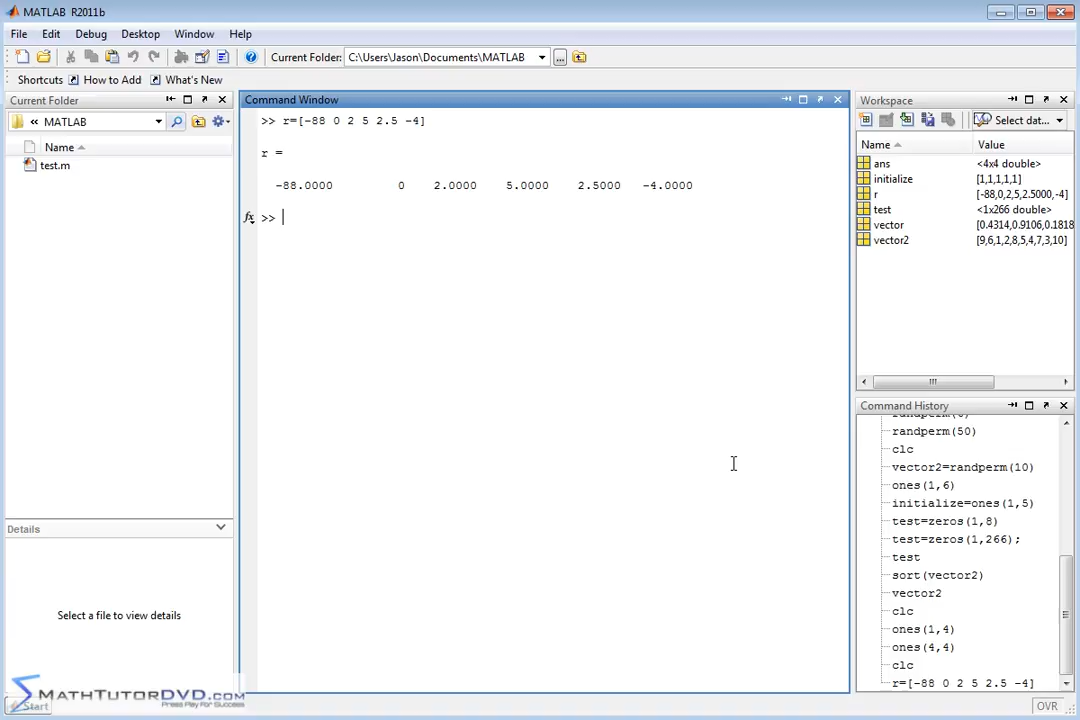 MATLAB R2011b
File Edit Debug Desktop Window Help
Current Folder: C:\Users\Jason\Documents\MATLAB ...
Shortcuts How to Add What's New
Current Folder
« MATLAB
Name
test.m
Details
Select a file to view details
MathTutorDVD.com
Press Play For Success
Start
Command Window
>> r=[-88 0 2 5 2.5 -4]
r =
-88.0000 0 2.0000 5.0000 2.5000 -4.0000
fx >>
Workspace
Select dat...
Name Value
ans <4x4 double>
initialize [1,1,1,1,1]
r [-88,0,2,5,2.5000,-4]
test <1x266 double>
vector [0.4314,0.9106,0.1818
vector2 [9,6,1,2,8,5,4,7,3,10]
Command History
randperm(50)
clc
vector2=randperm(10)
ones(1,6)
initialize=ones(1,5)
test=zeros(1,8)
test=zeros(1,266);
test
sort(vector2)
vector2
clc
ones(1,4)
ones(4,4)
clc
r=[-88 0 2 5 2.5 -4]
OVR